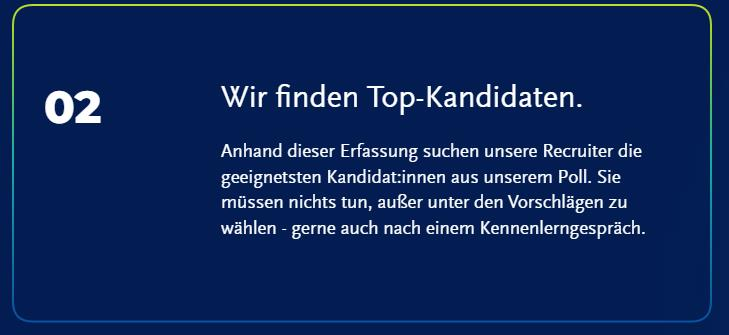 02
Wir finden Top-Kandidaten.
Anhand dieser Erfassung suchen unsere Recruiter die
geeignetsten Kandidat:innen aus unserem Poll. Sie
müssen nichts tun, außer unter den Vorschlägen zu
wählen - gerne auch nach einem Kennenlerngespräch.